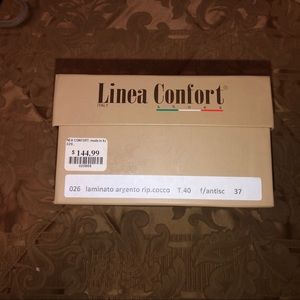 Linea Confort®
ITALY
$ 144.99
026 laminato argento rip.cocco T.40 f/antisc 37